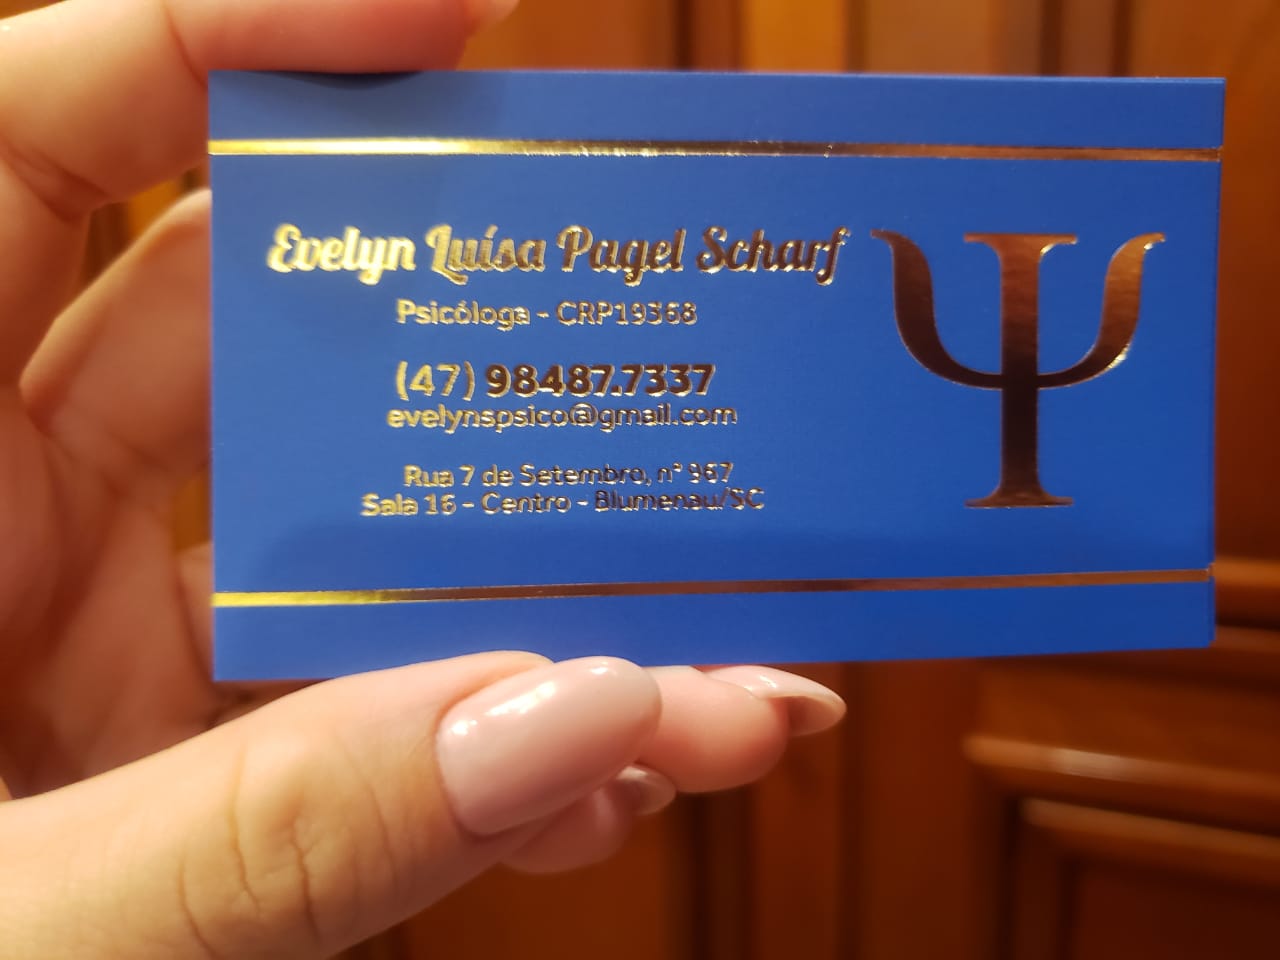 Evelyn Luísa Pagel Scharf
Psicóloga - CRP19368
(47) 98487.7337
evelynspsico@gmail.com
Rua 7 de Setembro, n° 967
Sala 16 - Centro - Blumenau/SC
Ψ